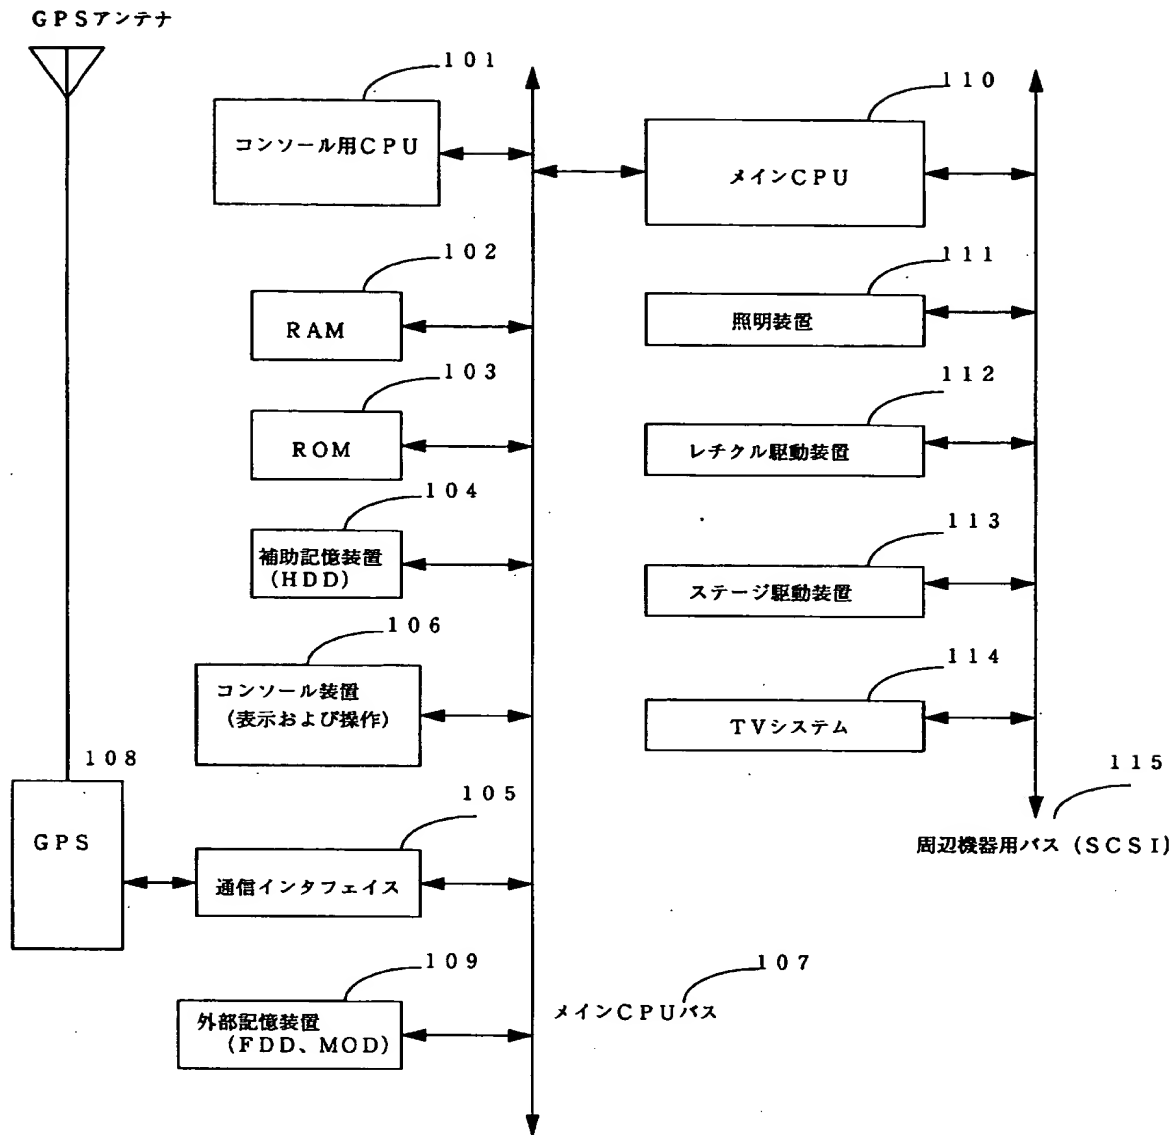 GPSアンテナ
101
コンソール用CPU
110
メインCPU
102
RAM
111
照明装置
103
ROM
112
レチクル駆動装置
104
補助記憶装置
(HDD)
113
ステージ駆動装置
106
コンソール装置
(表示および操作)
114
TVシステム
108
GPS
105
通信インタフェイス
115
周辺機器用バス(SCSI)
109
外部記憶装置
(FDD、MOD)
107
メインCPUバス